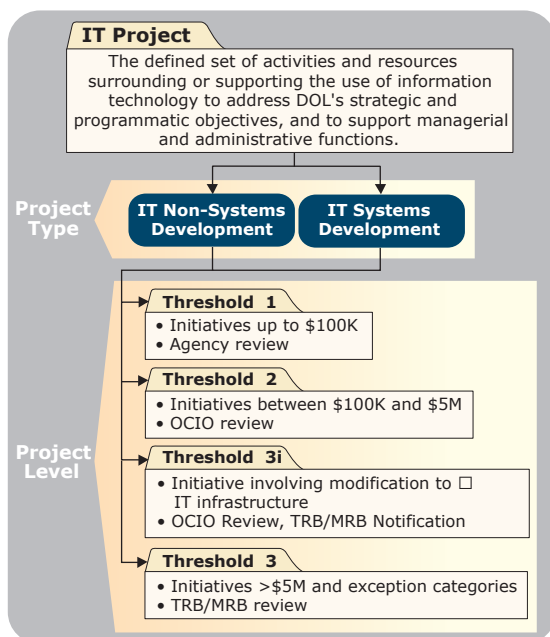 IT Project
The defined set of activities and resources
surrounding or supporting the use of information
technology to address DOL's strategic and
programmatic objectives, and to support managerial
and administrative functions.
Project
Type
IT Non-Systems
Development
IT Systems
Development
Project
Level
Threshold 1
• Initiatives up to $100K
• Agency review
Threshold 2
• Initiatives between $100K and $5M
• OCIO review
Threshold 3i
• Initiative involving modification to □
IT infrastructure
• OCIO Review, TRB/MRB Notification
Threshold 3
• Initiatives >$5M and exception categories
• TRB/MRB review